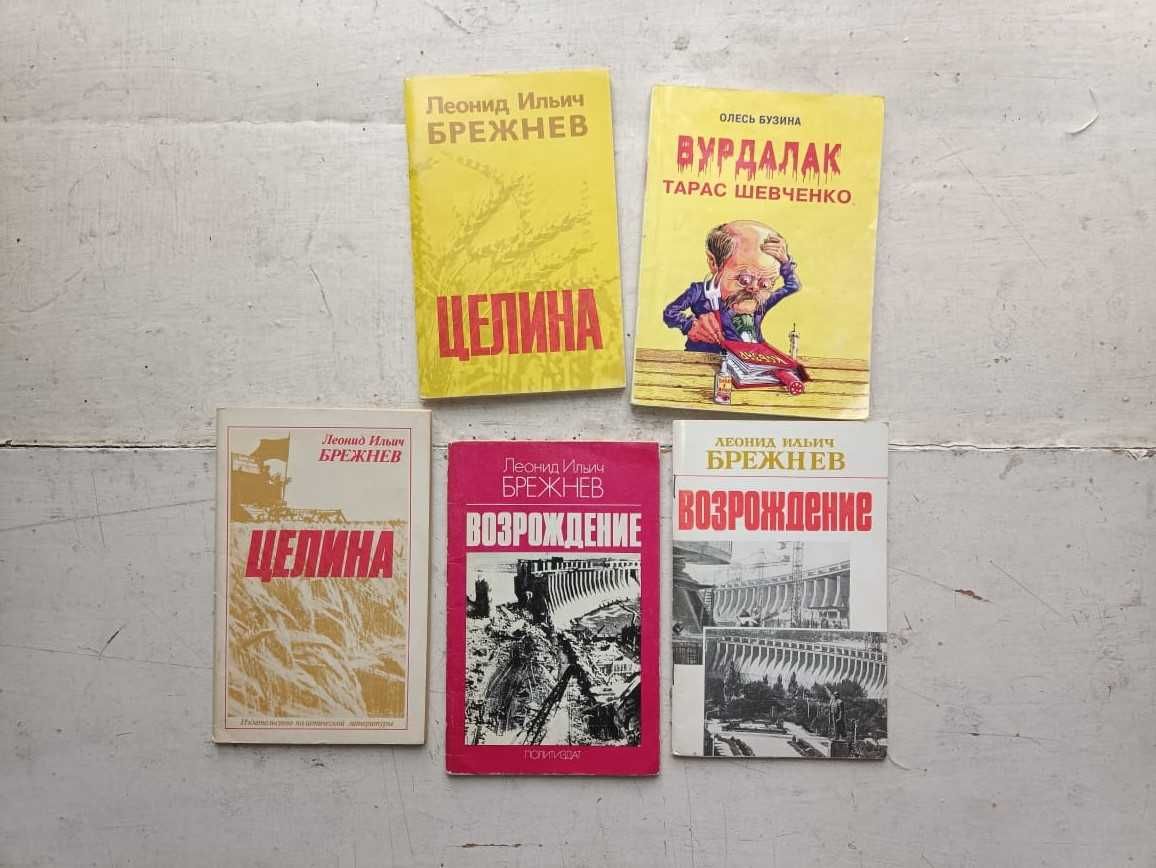 Леонид Ильич
БРЕЖНЕВ
ЦЕЛИНА
ОЛЕСЬ БУЗИНА
ВУРДАЛАК
ТАРАС ШЕВЧЕНКО
Леонид Ильич
БРЕЖНЕВ
ЦЕЛИНА
Издательство политической литературы
Леонид Ильич
БРЕЖНЕВ
ВОЗРОЖДЕНИЕ
ПОЛИТИЗДАТ
ЛЕОНИД ИЛЬИЧ
БРЕЖНЕВ
ВОЗРОЖДЕНИЕ